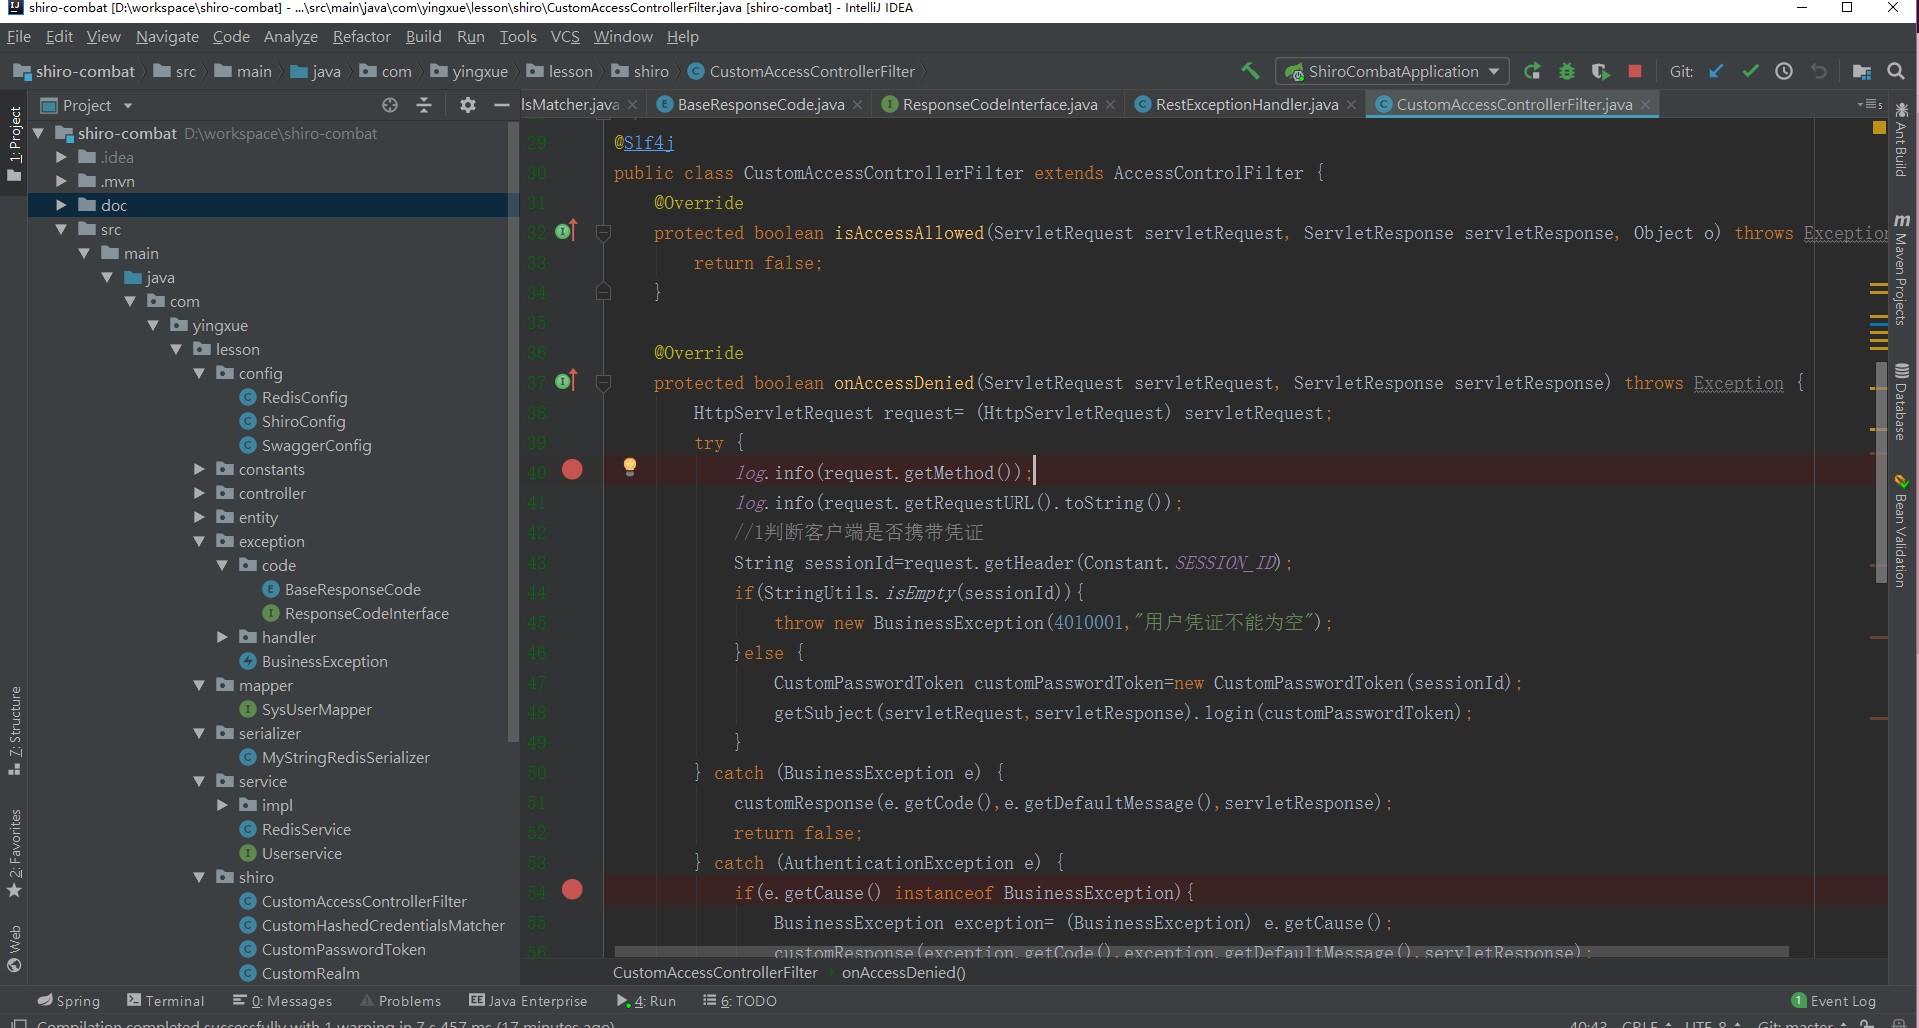 shiro-combat [D:\workspace\shiro-combat] - ...\src\main\java\com\yingxue\lesson\shiro\CustomAccessControllerFilter.java [shiro-combat] - IntelliJ IDEA
File Edit View Navigate Code Analyze Refactor Build Run Tools VCS Window Help
shiro-combat src main java com yingxue lesson shiro CustomAccessControllerFilter ShiroCombatApplication Git:
Project
IsMatcher.java BaseResponseCode.java ResponseCodeInterface.java RestExceptionHandler.java CustomAccessControllerFilter.java
1: Project
7: Structure
2: Favorites
Web
shiro-combat D:\workspace\shiro-combat
.idea
.mvn
doc
src
main
java
com
yingxue
lesson
config
RedisConfig
ShiroConfig
SwaggerConfig
constants
controller
entity
exception
code
BaseResponseCode
ResponseCodeInterface
handler
BusinessException
mapper
SysUserMapper
serializer
MyStringRedisSerializer
service
impl
RedisService
Userservice
shiro
CustomAccessControllerFilter
CustomHashedCredentialsMatcher
CustomPasswordToken
CustomRealm
29 @Slf4j
30 public class CustomAccessControllerFilter extends AccessControlFilter {
31 @Override
32 protected boolean isAccessAllowed(ServletRequest servletRequest, ServletResponse servletResponse, Object o) throws Exception
33 return false;
34 }
35
36 @Override
37 protected boolean onAccessDenied(ServletRequest servletRequest, ServletResponse servletResponse) throws Exception {
38 HttpServletRequest request= (HttpServletRequest) servletRequest;
39 try {
40 log.info(request.getMethod());
41 log.info(request.getRequestURL().toString());
42 //1判断客户端是否携带凭证
43 String sessionId=request.getHeader(Constant.SESSION_ID);
44 if(StringUtils.isEmpty(sessionId)){
45 throw new BusinessException(4010001,"用户凭证不能为空");
46 }else {
47 CustomPasswordToken customPasswordToken=new CustomPasswordToken(sessionId);
48 getSubject(servletRequest,servletResponse).login(customPasswordToken);
49 }
50 } catch (BusinessException e) {
51 customResponse(e.getCode(),e.getDefaultMessage(),servletResponse);
52 return false;
53 } catch (AuthenticationException e) {
54 if(e.getCause() instanceof BusinessException){
55 BusinessException exception= (BusinessException) e.getCause();
56 customResponse(exception.getCode(),exception.getDefaultMessage(),servletResponse);
CustomAccessControllerFilter onAccessDenied()
Ant Build
Maven Projects
Database
Bean Validation
Spring Terminal 0: Messages Problems Java Enterprise 4: Run 6: TODO 1 Event Log
Compilation completed successfully with 1 warning in 7 s 457 ms (17 minutes ago) 40:43 CRLF UTF-8 Git: master